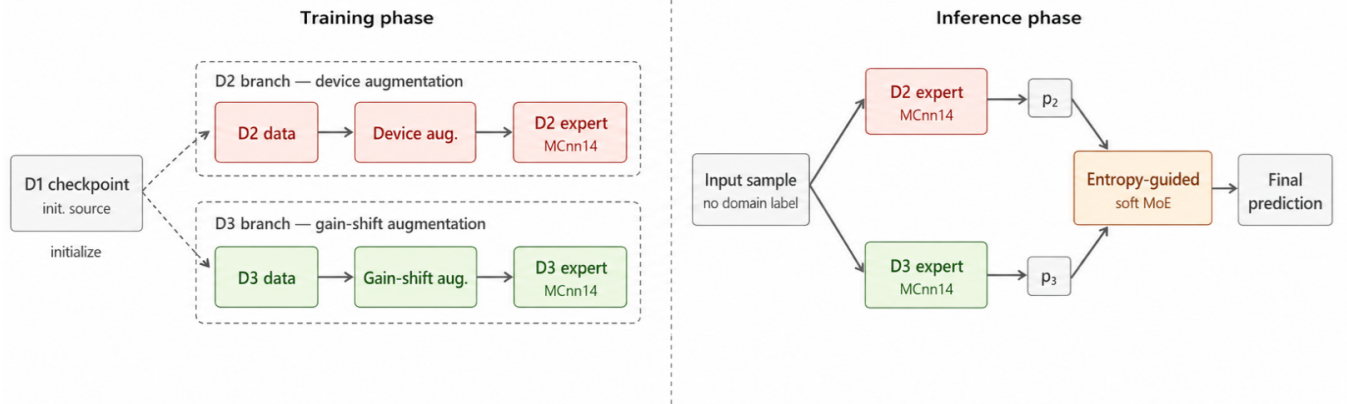 Training phase
D2 branch — device augmentation
D2 data
Device aug.
D2 expert
MCnn14
D1 checkpoint
init. source
initialize
D3 branch — gain-shift augmentation
D3 data
Gain-shift aug.
D3 expert
MCnn14
Inference phase
Input sample
no domain label
D2 expert
MCnn14
p₂
D3 expert
MCnn14
p₃
Entropy-guided
soft MoE
Final
prediction